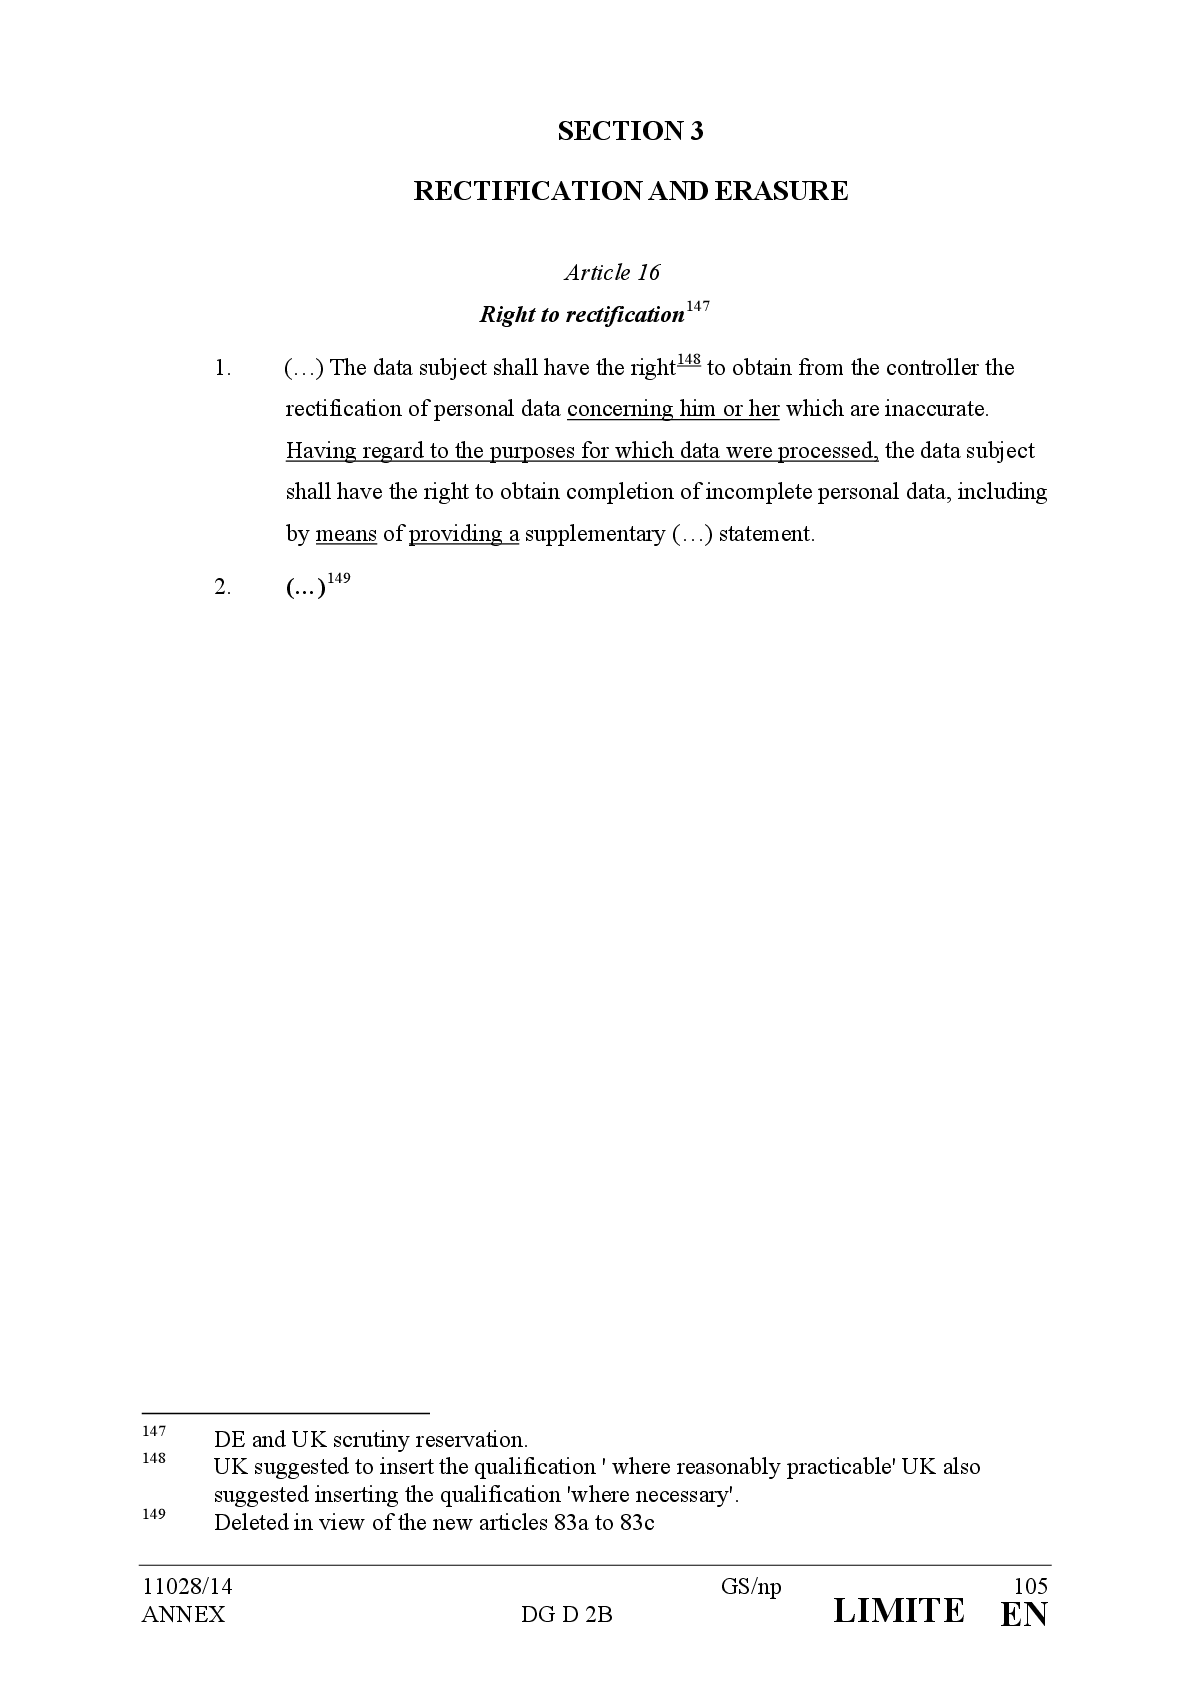 SECTION 3
RECTIFICATION AND ERASURE
Article 16
Right to rectification147
1. (…) The data subject shall have the right148 to obtain from the controller the
rectification of personal data concerning him or her which are inaccurate.
Having regard to the purposes for which data were processed, the data subject
shall have the right to obtain completion of incomplete personal data, including
by means of providing a supplementary (…) statement.
2. (…)149
147 DE and UK scrutiny reservation.
148 UK suggested to insert the qualification ' where reasonably practicable' UK also
suggested inserting the qualification 'where necessary'.
149 Deleted in view of the new articles 83a to 83c
11028/14 GS/np 105
ANNEX DG D 2B LIMITE EN